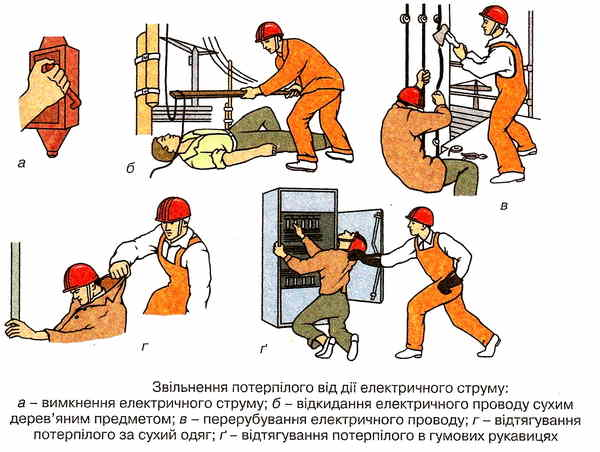 а
б
в
г
ґ
Звільнення потерпілого від дії електричного струму:
а – вимкнення електричного струму; б – відкидання електричного проводу сухим
дерев’яним предметом; в – перерубування електричного проводу; г – відтягування
потерпілого за сухий одяг; ґ – відтягування потерпілого в гумових рукавицях